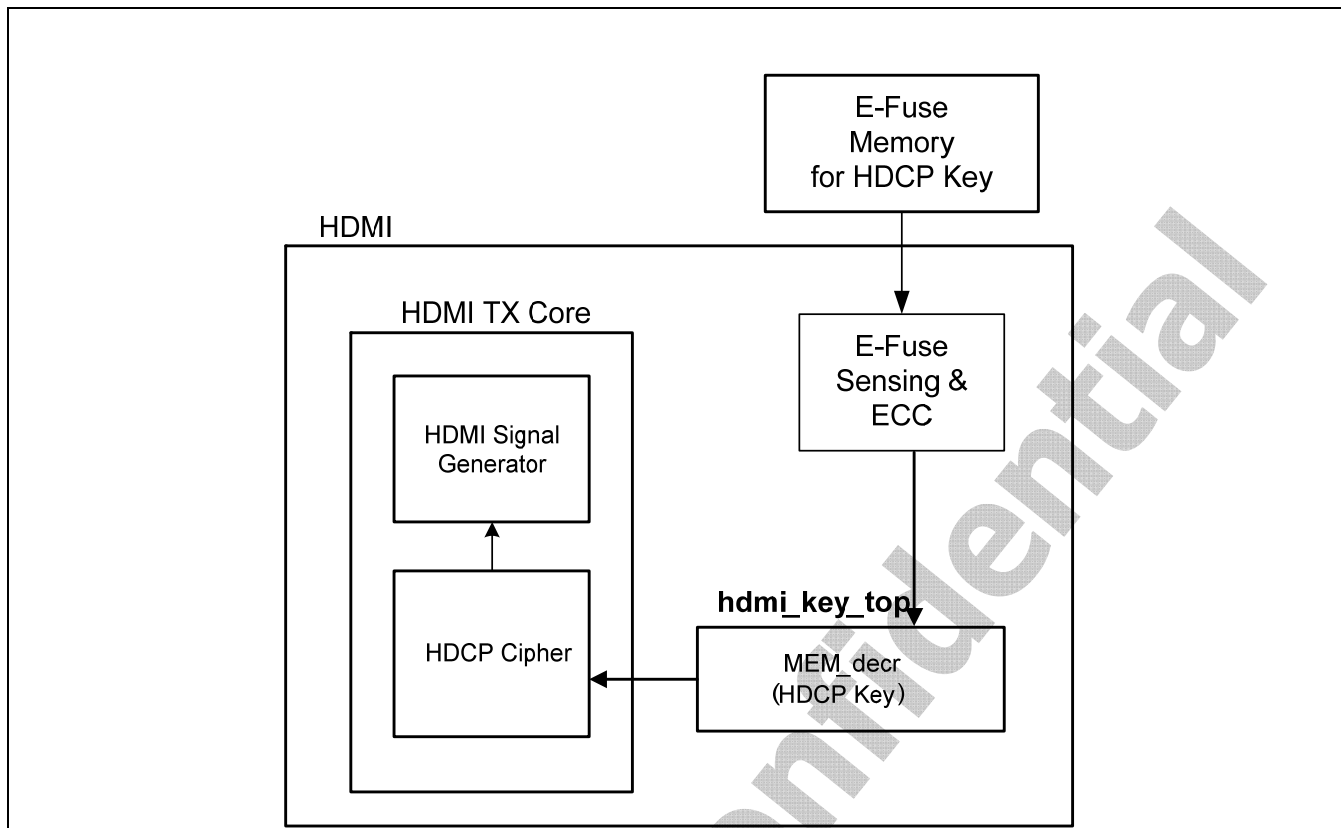 E-Fuse
Memory
for HDCP Key
HDMI
HDMI TX Core
E-Fuse
Sensing &
ECC
HDMI Signal
Generator
hdmi_key_top
HDCP Cipher
MEM_decr
(HDCP Key)
nfidential